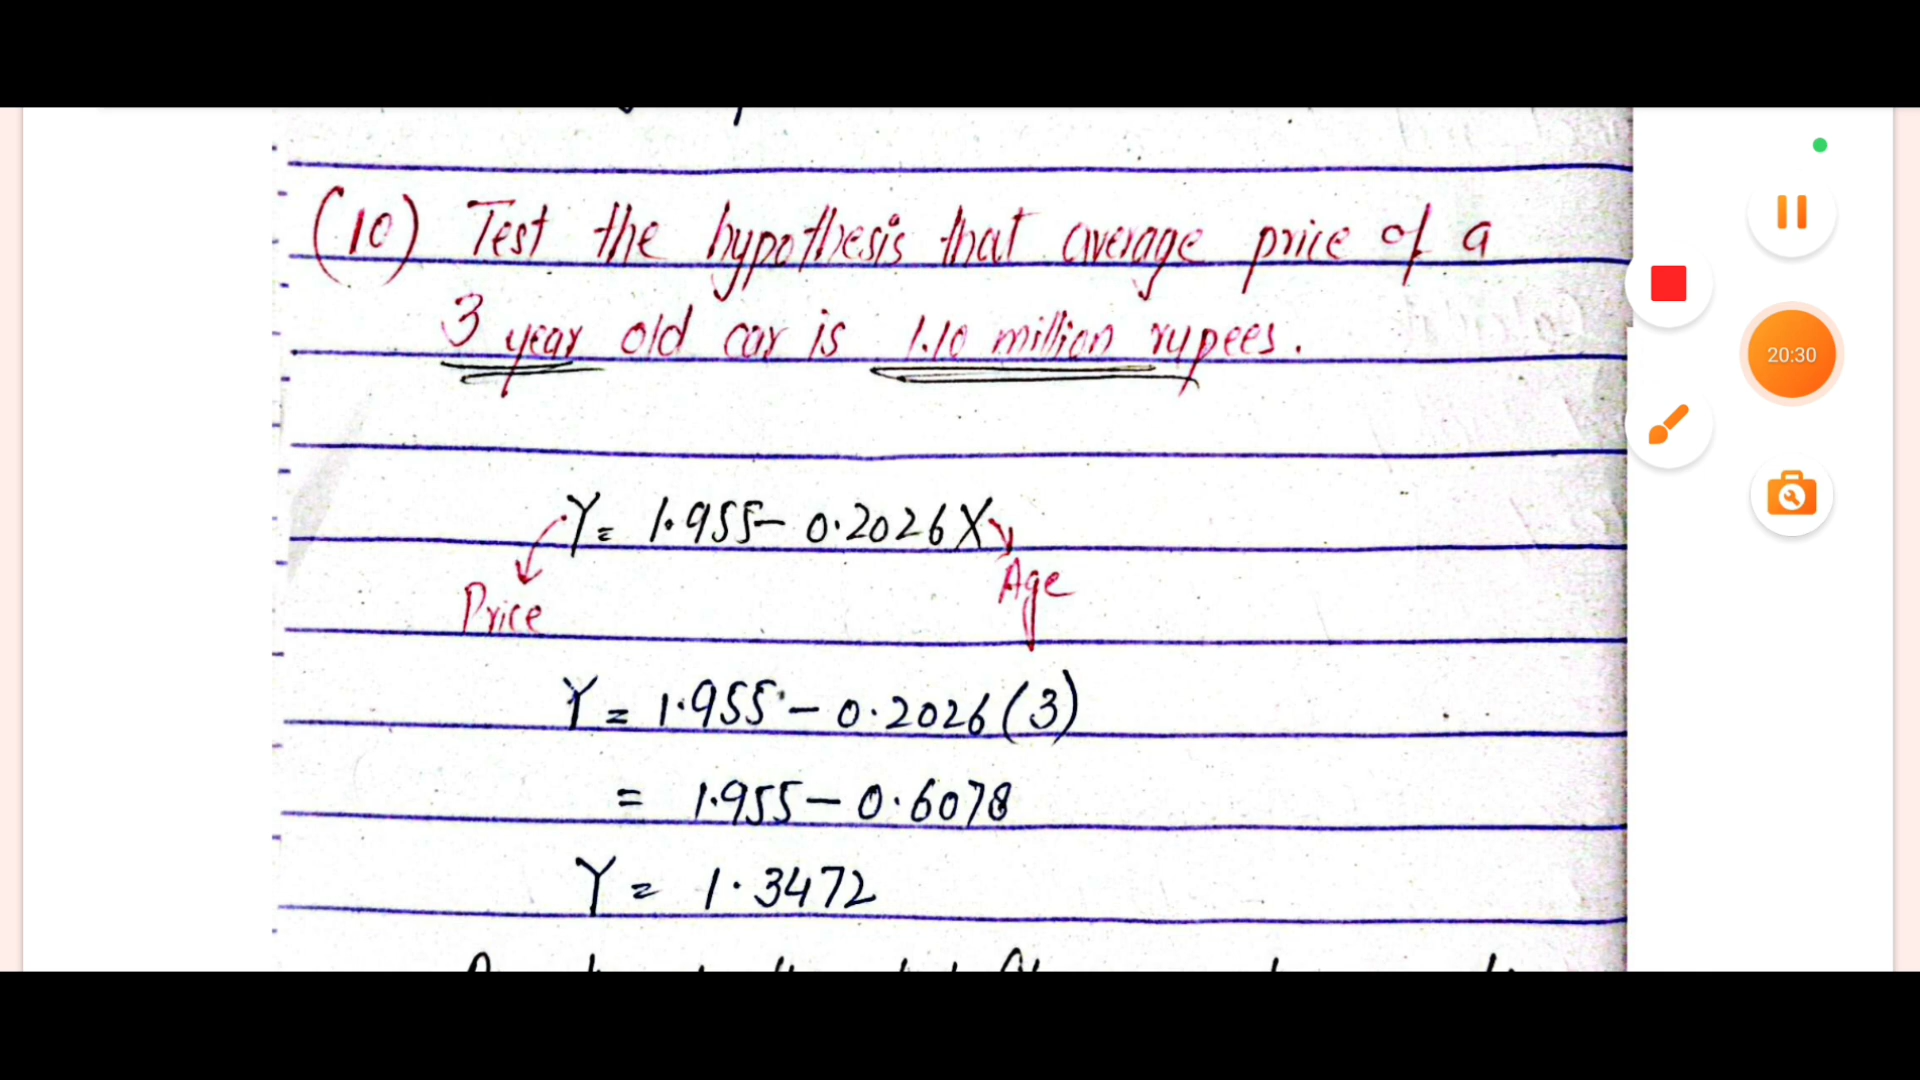 (10) Test the hypothesis that average price of a
3 year old car is 1.10 million rupees.
Y = 1.955 - 0.2026X
Price
Age
Y = 1.955 - 0.2026(3)
= 1.955 - 0.6078
Y = 1.3472
20:30